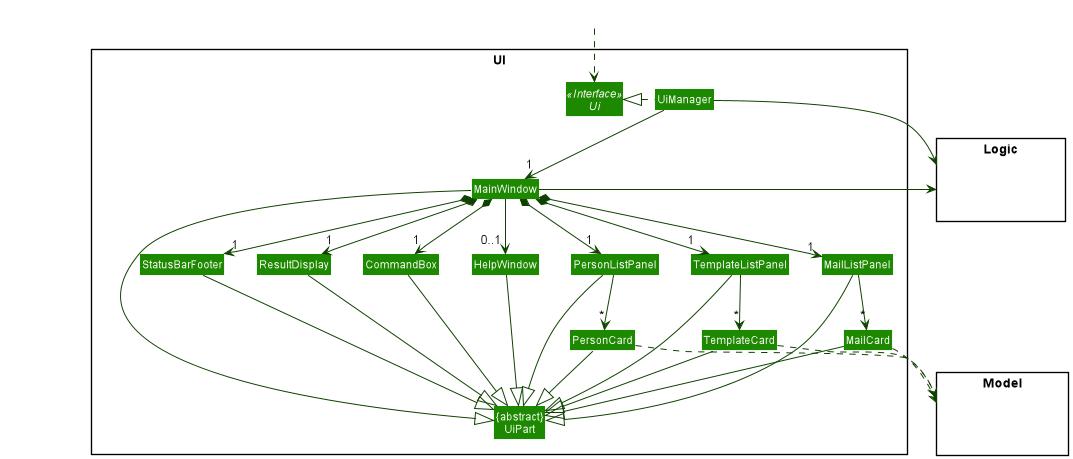 UI
«Interface»
Ui
UiManager
Logic
1
MainWindow
1
1
1
0..1
1
1
1
StatusBarFooter
ResultDisplay
CommandBox
HelpWindow
PersonListPanel
TemplateListPanel
MailListPanel
*
*
*
PersonCard
TemplateCard
MailCard
Model
{abstract}
UiPart